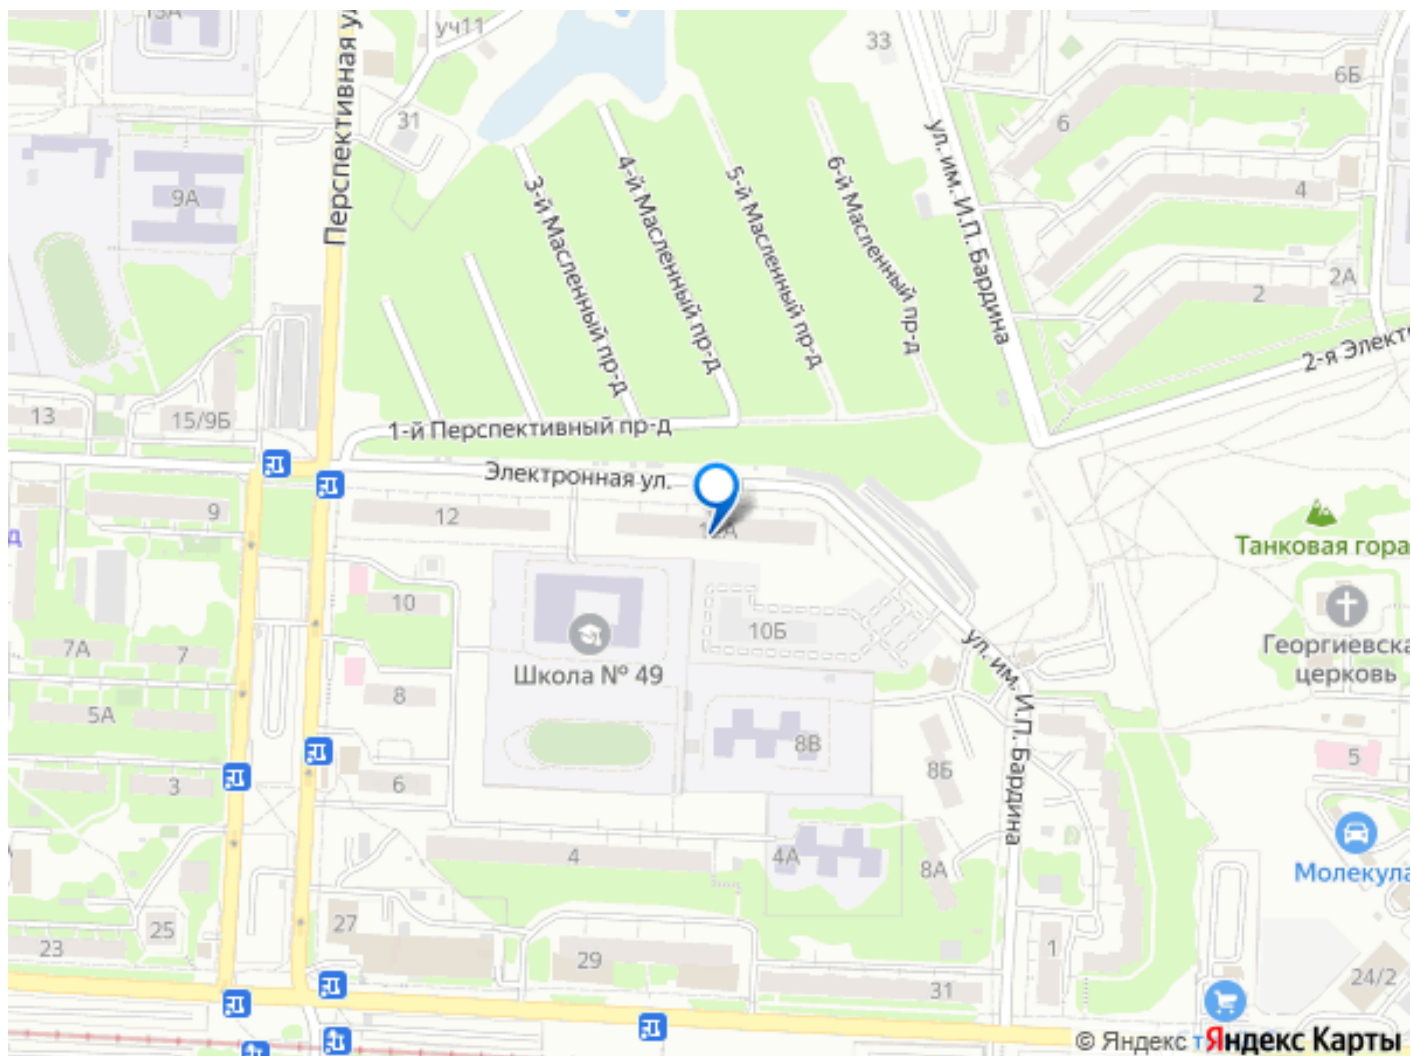 13А
уч11
33
Перспективная ул
31
6Б
6
9А
ул. им. И.П. Бардина
3-й Масленный пр-д
4-й Масленный пр-д
5-й Масленный пр-д
6-й Масленный пр-д
4
2А
2
2-я Элект
13
15/9Б
1-й Перспективный пр-д
Электронная ул.
9
12
Танковая гора
10
10Б
Школа № 49
ул. им. И.П. Бардина
Георгиевска
церковь
7А
7
8
5А
8В
8Б
5
3
6
4
4А
8А
Молекула
27
25
23
29
1
31
24/2
© Яндекс
Яндекс Карты